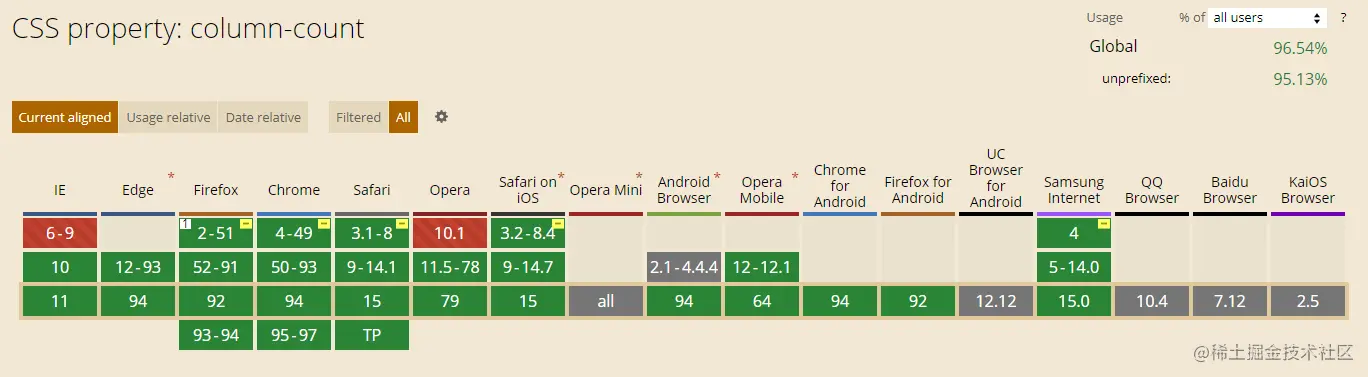 CSS property: column-count
Usage % of all users ?
Global 96.54%
unprefixed: 95.13%
Current aligned Usage relative Date relative Filtered All
IE Edge * Firefox Chrome Safari Opera Safari on iOS * Opera Mini Android Browser * Opera Mobile * Chrome for Android Firefox for Android UC Browser for Android Samsung Internet QQ Browser Baidu Browser KaiOS Browser
6-9 1 2-51 4-49 3.1-8 10.1 3.2-8.4 4
10 12-93 52-91 50-93 9-14.1 11.5-78 9-14.7 2.1-4.4.4 12-12.1 5-14.0
11 94 92 94 15 79 15 all 94 64 94 92 12.12 15.0 10.4 7.12 2.5
93-94 95-97 TP
@稀土掘金技术社区